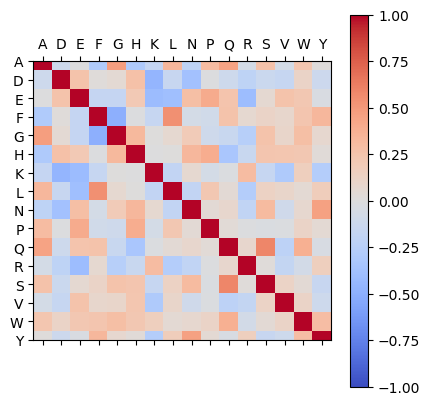 A D E F G H K L N P Q R S V W Y
A
D
E
F
G
H
K
L
N
P
Q
R
S
V
W
Y
1.00
0.75
0.50
0.25
0.00
−0.25
−0.50
−0.75
−1.00